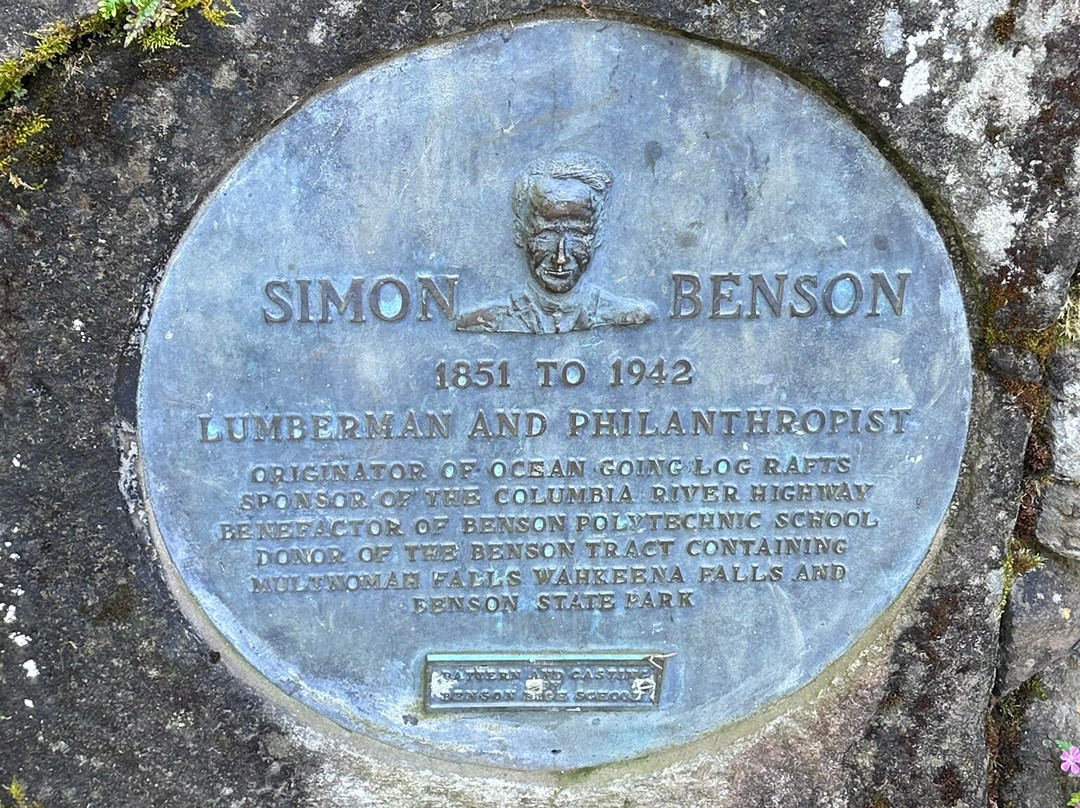 SIMON BENSON
1851 TO 1942
LUMBERMAN AND PHILANTHROPIST
ORIGINATOR OF OCEAN GOING LOG RAFTS
SPONSOR OF THE COLUMBIA RIVER HIGHWAY
BENEFACTOR OF BENSON POLYTECHNIC SCHOOL
DONOR OF THE BENSON TRACT CONTAINING
MULTNOMAH FALLS WAHKEENA FALLS AND
BENSON STATE PARK
PATTERN AND CASTING
BY
BENSON HIGH SCHOOL